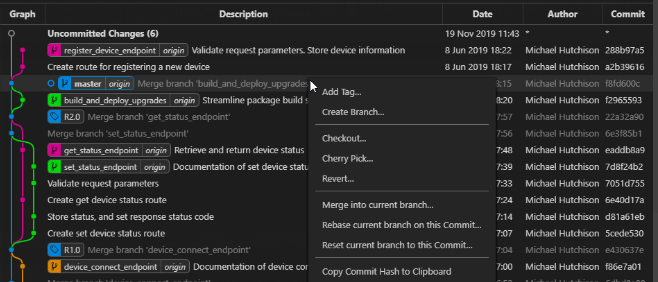 Graph Description Date Author Commit
Uncommitted Changes (6) 19 Nov 2019 11:43 * *
register_device_endpoint origin Validate request parameters. Store device information 8 Jun 2019 18:22 Michael Hutchison 288b97a5
Create route for registering a new device 8 Jun 2019 18:17 Michael Hutchison a2b39616
master origin Merge branch 'build_and_deploy_upgrades 8:15 Michael Hutchison f8fd600c
build_and_deploy_upgrades origin Streamline package build s 8:20 Michael Hutchison f2965593
R2.0 Merge branch 'get_status_endpoint' 7:57 Michael Hutchison 22a32a90
Merge branch 'set_status_endpoint' 7:56 Michael Hutchison 6e3f85b1
get_status_endpoint origin Retrieve and return device status 7:48 Michael Hutchison eaddb8a9
set_status_endpoint origin Documentation of set device status 7:39 Michael Hutchison 7d8f24b2
Validate request parameters 7:33 Michael Hutchison 7051d755
Create get device status route 7:24 Michael Hutchison 6e40d17a
Store status, and set response status code 7:14 Michael Hutchison d81a61eb
Create set device status route 7:07 Michael Hutchison 5cede530
R1.0 Merge branch 'device_connect_endpoint' 7:04 Michael Hutchison e430637e
device_connect_endpoint origin Documentation of device con 7:00 Michael Hutchison f86e7a01
Add Tag...
Create Branch...
Checkout...
Cherry Pick...
Revert...
Merge into current branch...
Rebase current branch on this Commit...
Reset current branch to this Commit...
Copy Commit Hash to Clipboard